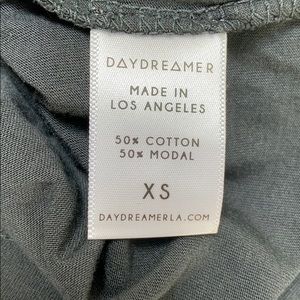 DAYDREAMER
MADE IN
LOS ANGELES
50% COTTON
50% MODAL
XS
DAYDREAMERLA.COM